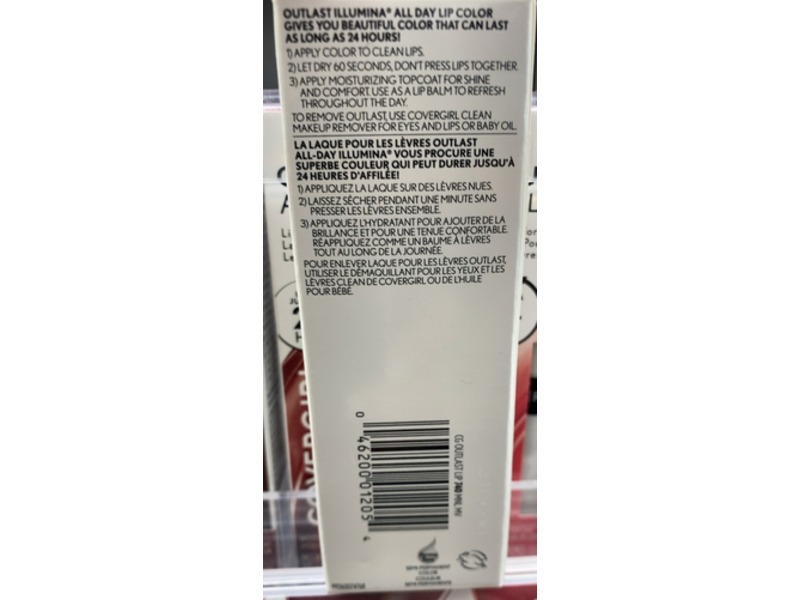 OUTLAST ILLUMINA® ALL DAY LIP COLOR
GIVES YOU BEAUTIFUL COLOR THAT CAN LAST
AS LONG AS 24 HOURS!
1) APPLY COLOR TO CLEAN LIPS.
2) LET DRY 60 SECONDS, DON'T PRESS LIPS TOGETHER.
3) APPLY MOISTURIZING TOPCOAT FOR SHINE
AND COMFORT. USE AS A LIP BALM TO REFRESH
THROUGHOUT THE DAY.
TO REMOVE OUTLAST, USE COVERGIRL CLEAN
MAKEUP REMOVER FOR EYES AND LIPS OR BABY OIL.
LA LAQUE POUR LES LÈVRES OUTLAST
ALL-DAY ILLUMINA® VOUS PROCURE UNE
SUPERBE COULEUR QUI PEUT DURER JUSQU'À
24 HEURES D'AFFILÉE!
1) APPLIQUEZ LA LAQUE SUR DES LÈVRES NUES.
2) LAISSEZ SÉCHER PENDANT UNE MINUTE SANS
PRESSER LES LÈVRES ENSEMBLE.
3) APPLIQUEZ L'HYDRATANT POUR AJOUTER DE LA
BRILLANCE ET POUR UNE TENUE CONFORTABLE.
RÉAPPLIQUEZ COMME UN BAUME À LÈVRES
TOUT AU LONG DE LA JOURNÉE.
POUR ENLEVER LAQUE POUR LES LÈVRES OUTLAST,
UTILISER LE DÉMAQUILLANT POUR LES YEUX ET LES
LÈVRES CLEAN DE COVERGIRL OU DE L'HUILE
POUR BÉBÉ.
0 46200 01205
CG OUTLAST LIP 740
COLOR
COULEUR
COVERGIRL